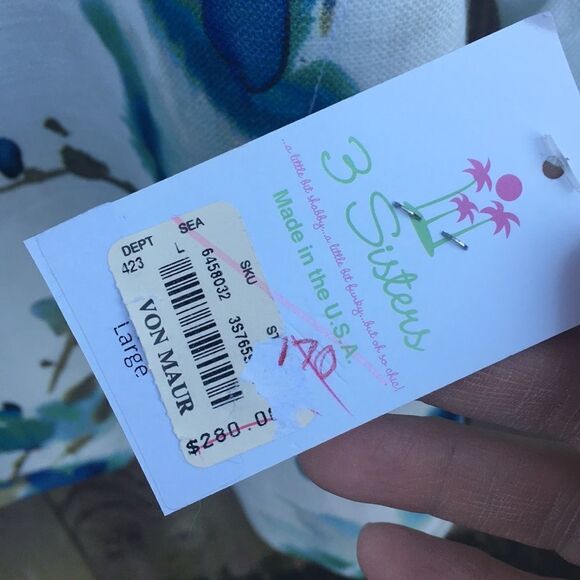 3 Sisters
...a little bit shabby...a little bit funky...but oh so chic!
Made in the U.S.A.
DEPT SEA SKU
423 L 6458032
VON MAUR
$280.0
140
Large